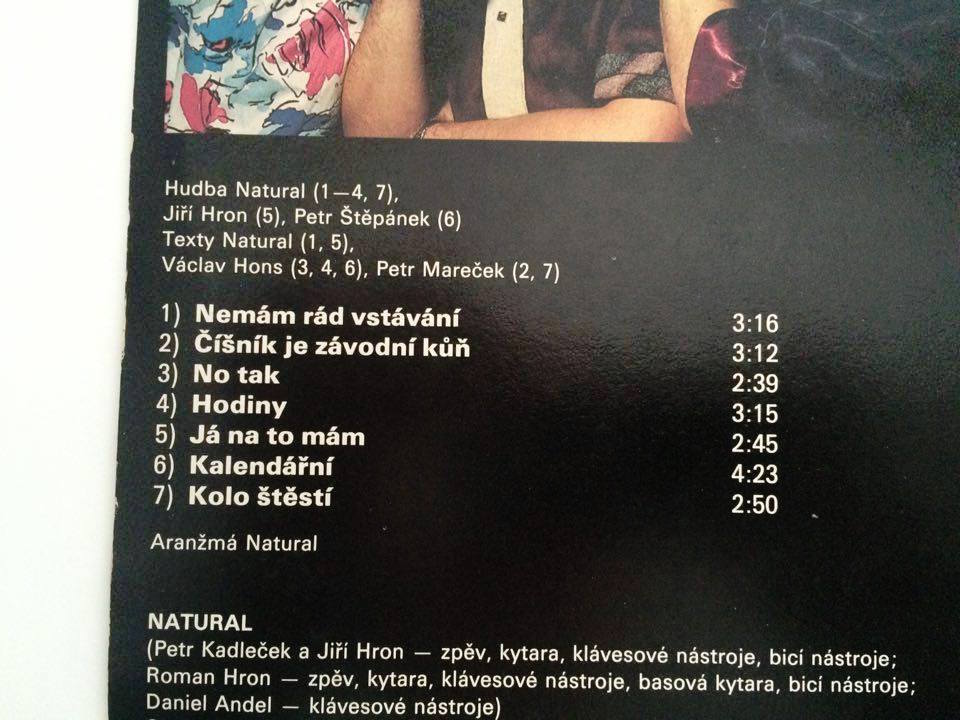 Hudba Natural (1—4, 7),
Jiří Hron (5), Petr Štěpánek (6)
Texty Natural (1, 5),
Václav Hons (3, 4, 6), Petr Mareček (2, 7)
1) Nemám rád vstávání 3:16
2) Číšník je závodní kůň 3:12
3) No tak 2:39
4) Hodiny 3:15
5) Já na to mám 2:45
6) Kalendářní 4:23
7) Kolo štěstí 2:50
Aranžmá Natural
NATURAL
(Petr Kadleček a Jiří Hron — zpěv, kytara, klávesové nástroje, bicí nástroje;
Roman Hron — zpěv, kytara, klávesové nástroje, basová kytara, bicí nástroje;
Daniel Andel — klávesové nástroje)